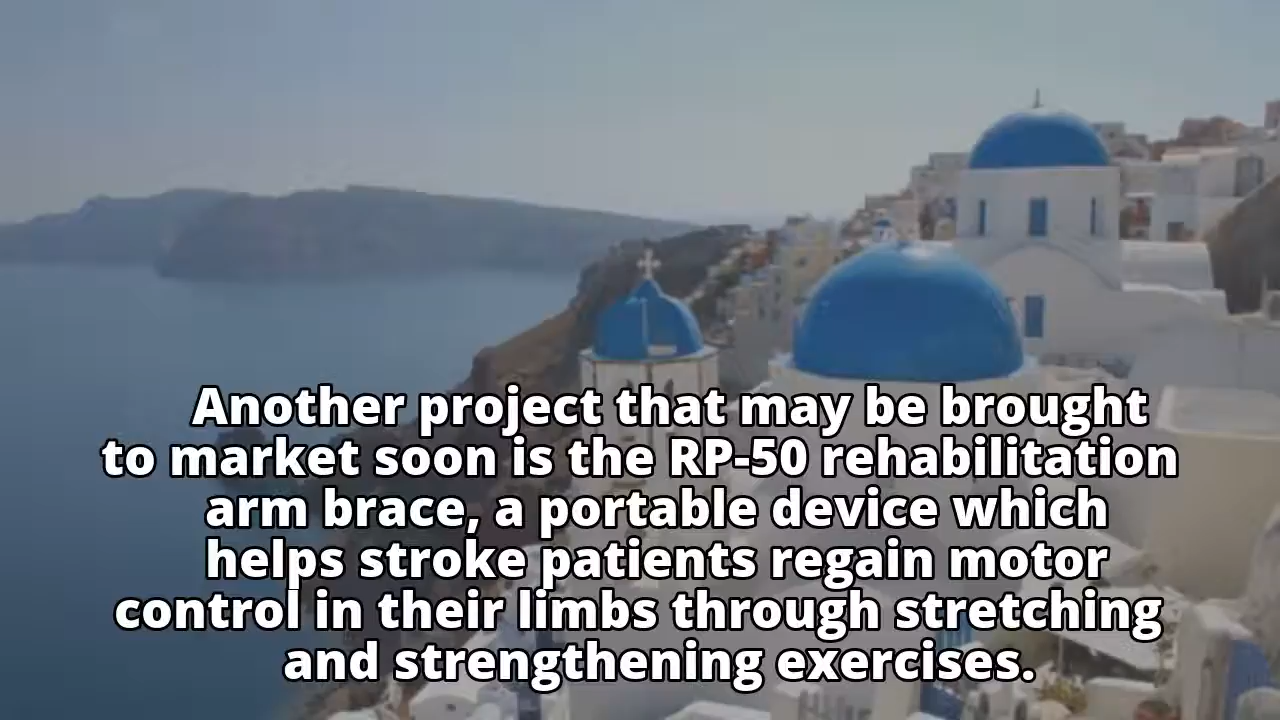 Another project that may be brought
to market soon is the RP-50 rehabilitation
arm brace, a portable device which
helps stroke patients regain motor
control in their limbs through stretching
and strengthening exercises.